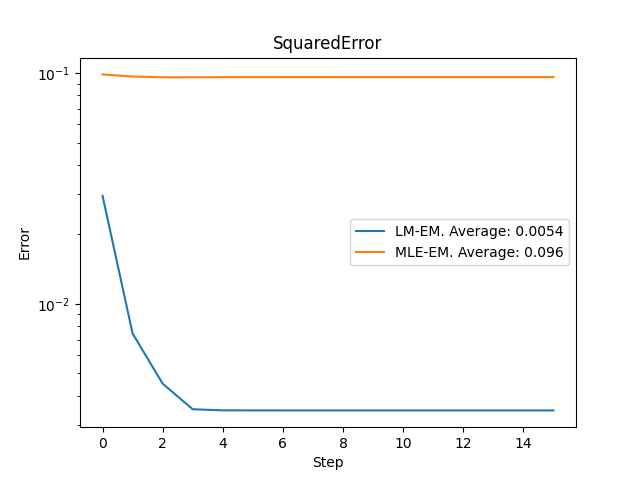 SquaredError
10⁻¹
10⁻²
Error
LM-EM. Average: 0.0054
MLE-EM. Average: 0.096
0 2 4 6 8 10 12 14
Step